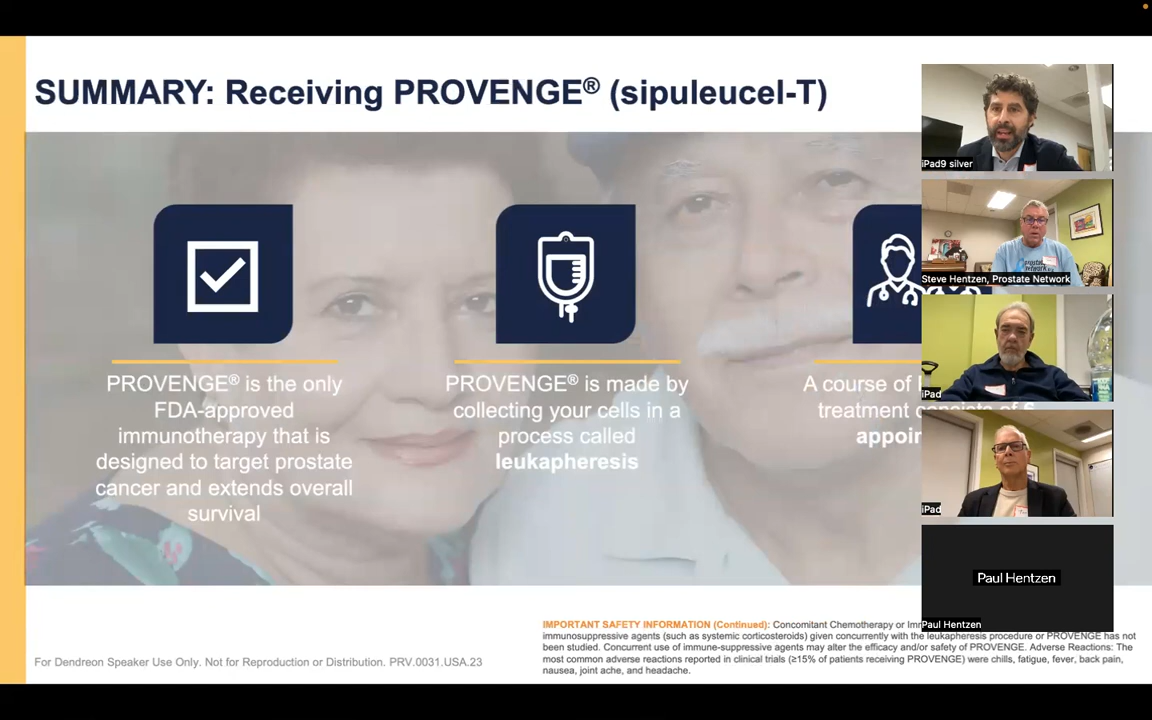 SUMMARY: Receiving PROVENGE® (sipuleucel-T)
PROVENGE® is the only
FDA-approved
immunotherapy that is
designed to target prostate
cancer and extends overall
survival
PROVENGE® is made by
collecting your cells in a
process called
leukapheresis
A course of
treatment consists of 6
iPad9 silver
Steve Hentzen, Prostate Network
iPad
iPad
Paul Hentzen
Paul Hentzen
IMPORTANT SAFETY INFORMATION (Continued): Concomitant Chemotherapy or
immunosuppressive agents (such as systemic corticosteroids) given concurrently with the leukapheresis procedure or PROVENGE has not
been studied. Concurrent use of immune-suppressive agents may alter the efficacy and/or safety of PROVENGE. Adverse Reactions: The
most common adverse reactions reported in clinical trials (≥15% of patients receiving PROVENGE) were chills, fatigue, fever, back pain,
nausea, joint ache, and headache.
For Dendreon Speaker Use Only. Not for Reproduction or Distribution. PRV.0031.USA.23